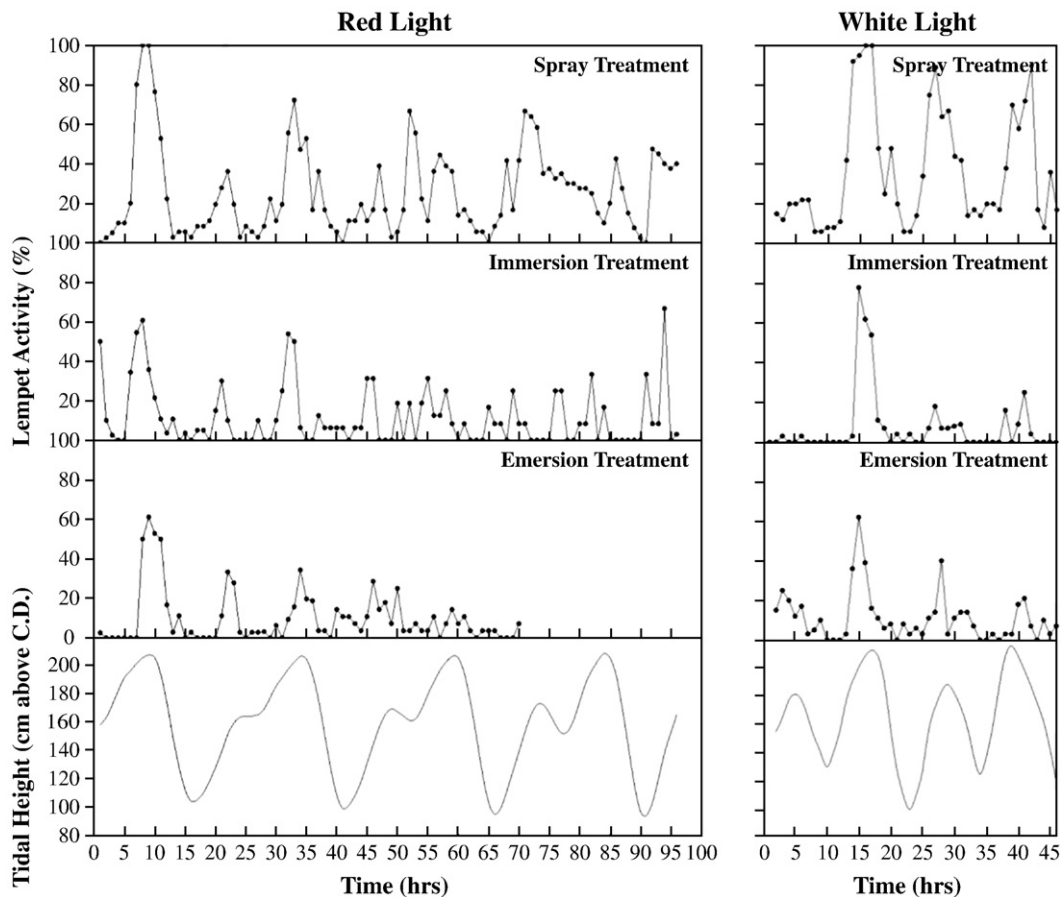 Red Light
White Light
Spray Treatment
Spray Treatment
Immersion Treatment
Immersion Treatment
Emersion Treatment
Emersion Treatment
Lempet Activity (%)
100
80
60
40
20
100
80
60
40
20
100
80
60
40
20
0
Tidal Height (cm above C.D.)
200
180
160
140
120
100
80
0 5 10 15 20 25 30 35 40 45 50 55 60 65 70 75 80 85 90 95 100
0 5 10 15 20 25 30 35 40 45
Time (hrs)
Time (hrs)